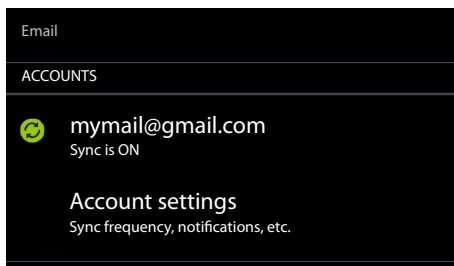 Email
ACCOUNTS
mymail@gmail.com
Sync is ON
Account settings
Sync frequency, notifications, etc.